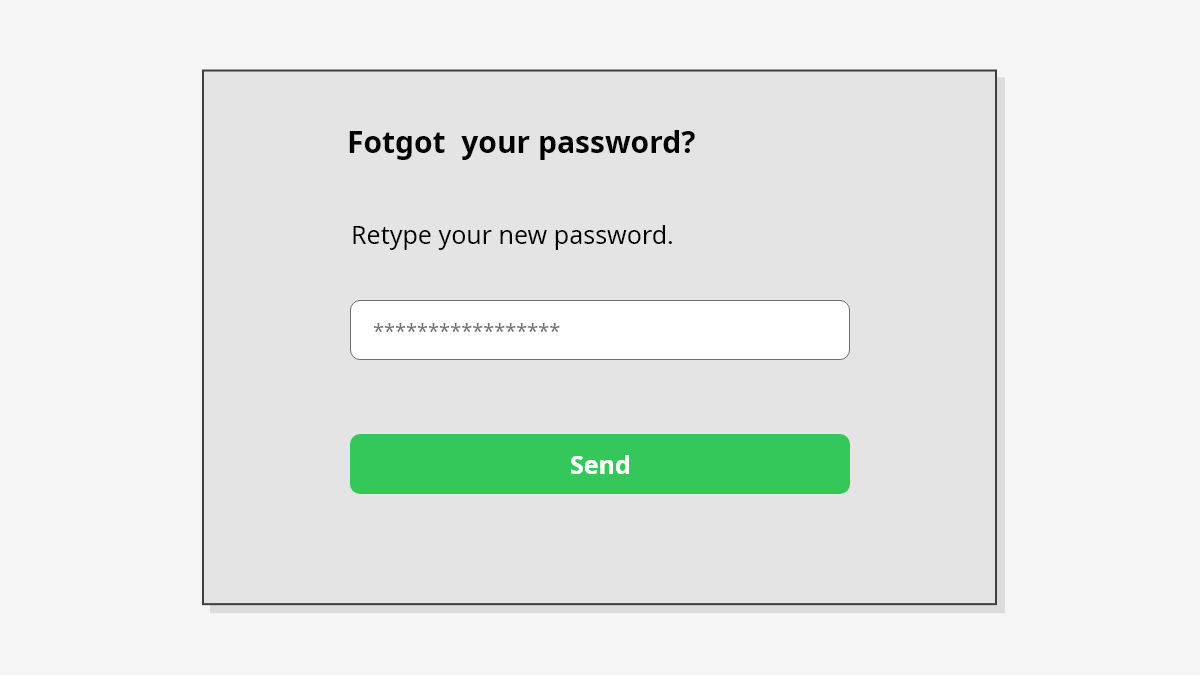 Fotgot  your password?
Retype your new password.
*****************
Send